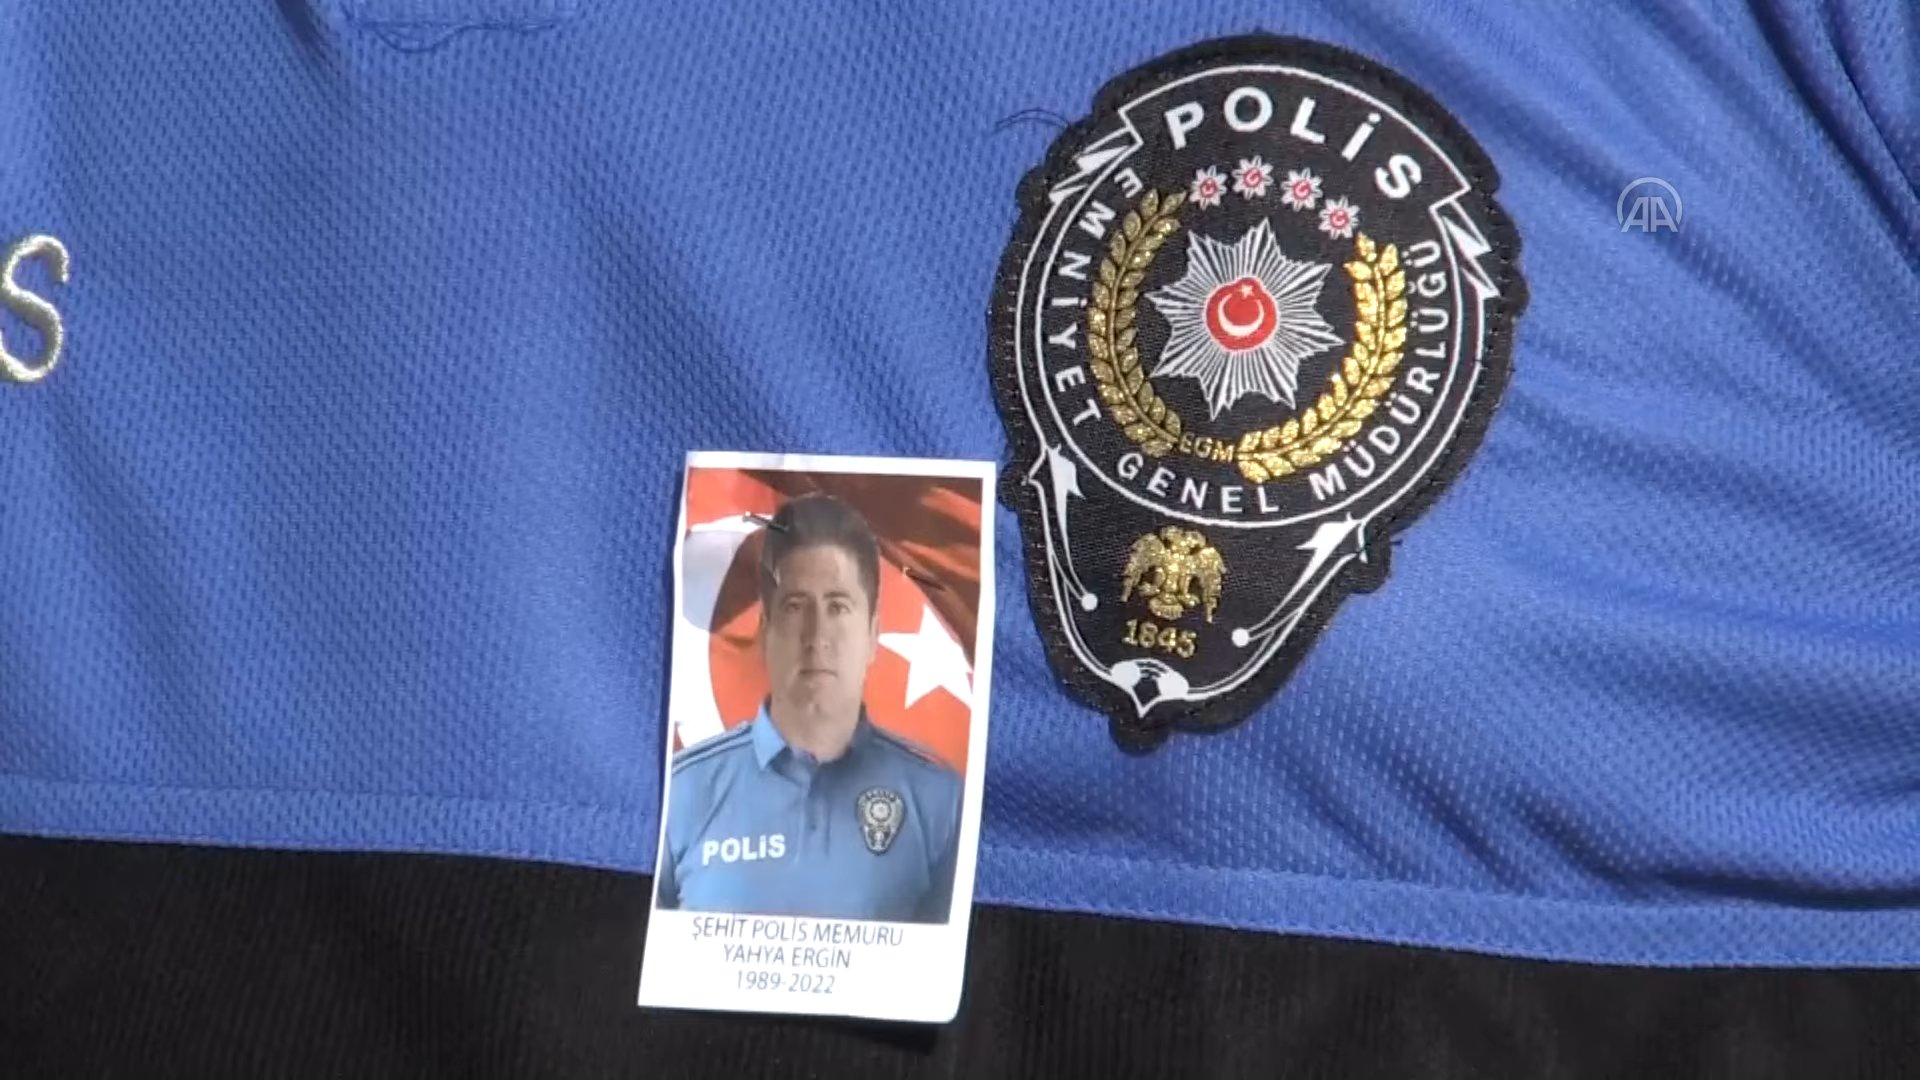 S
POLİS
EMNİYET GENEL MÜDÜRLÜĞÜ
EGM
1845
AA
POLİS
ŞEHİT POLİS MEMURU
YAHYA ERGİN
1989-2022